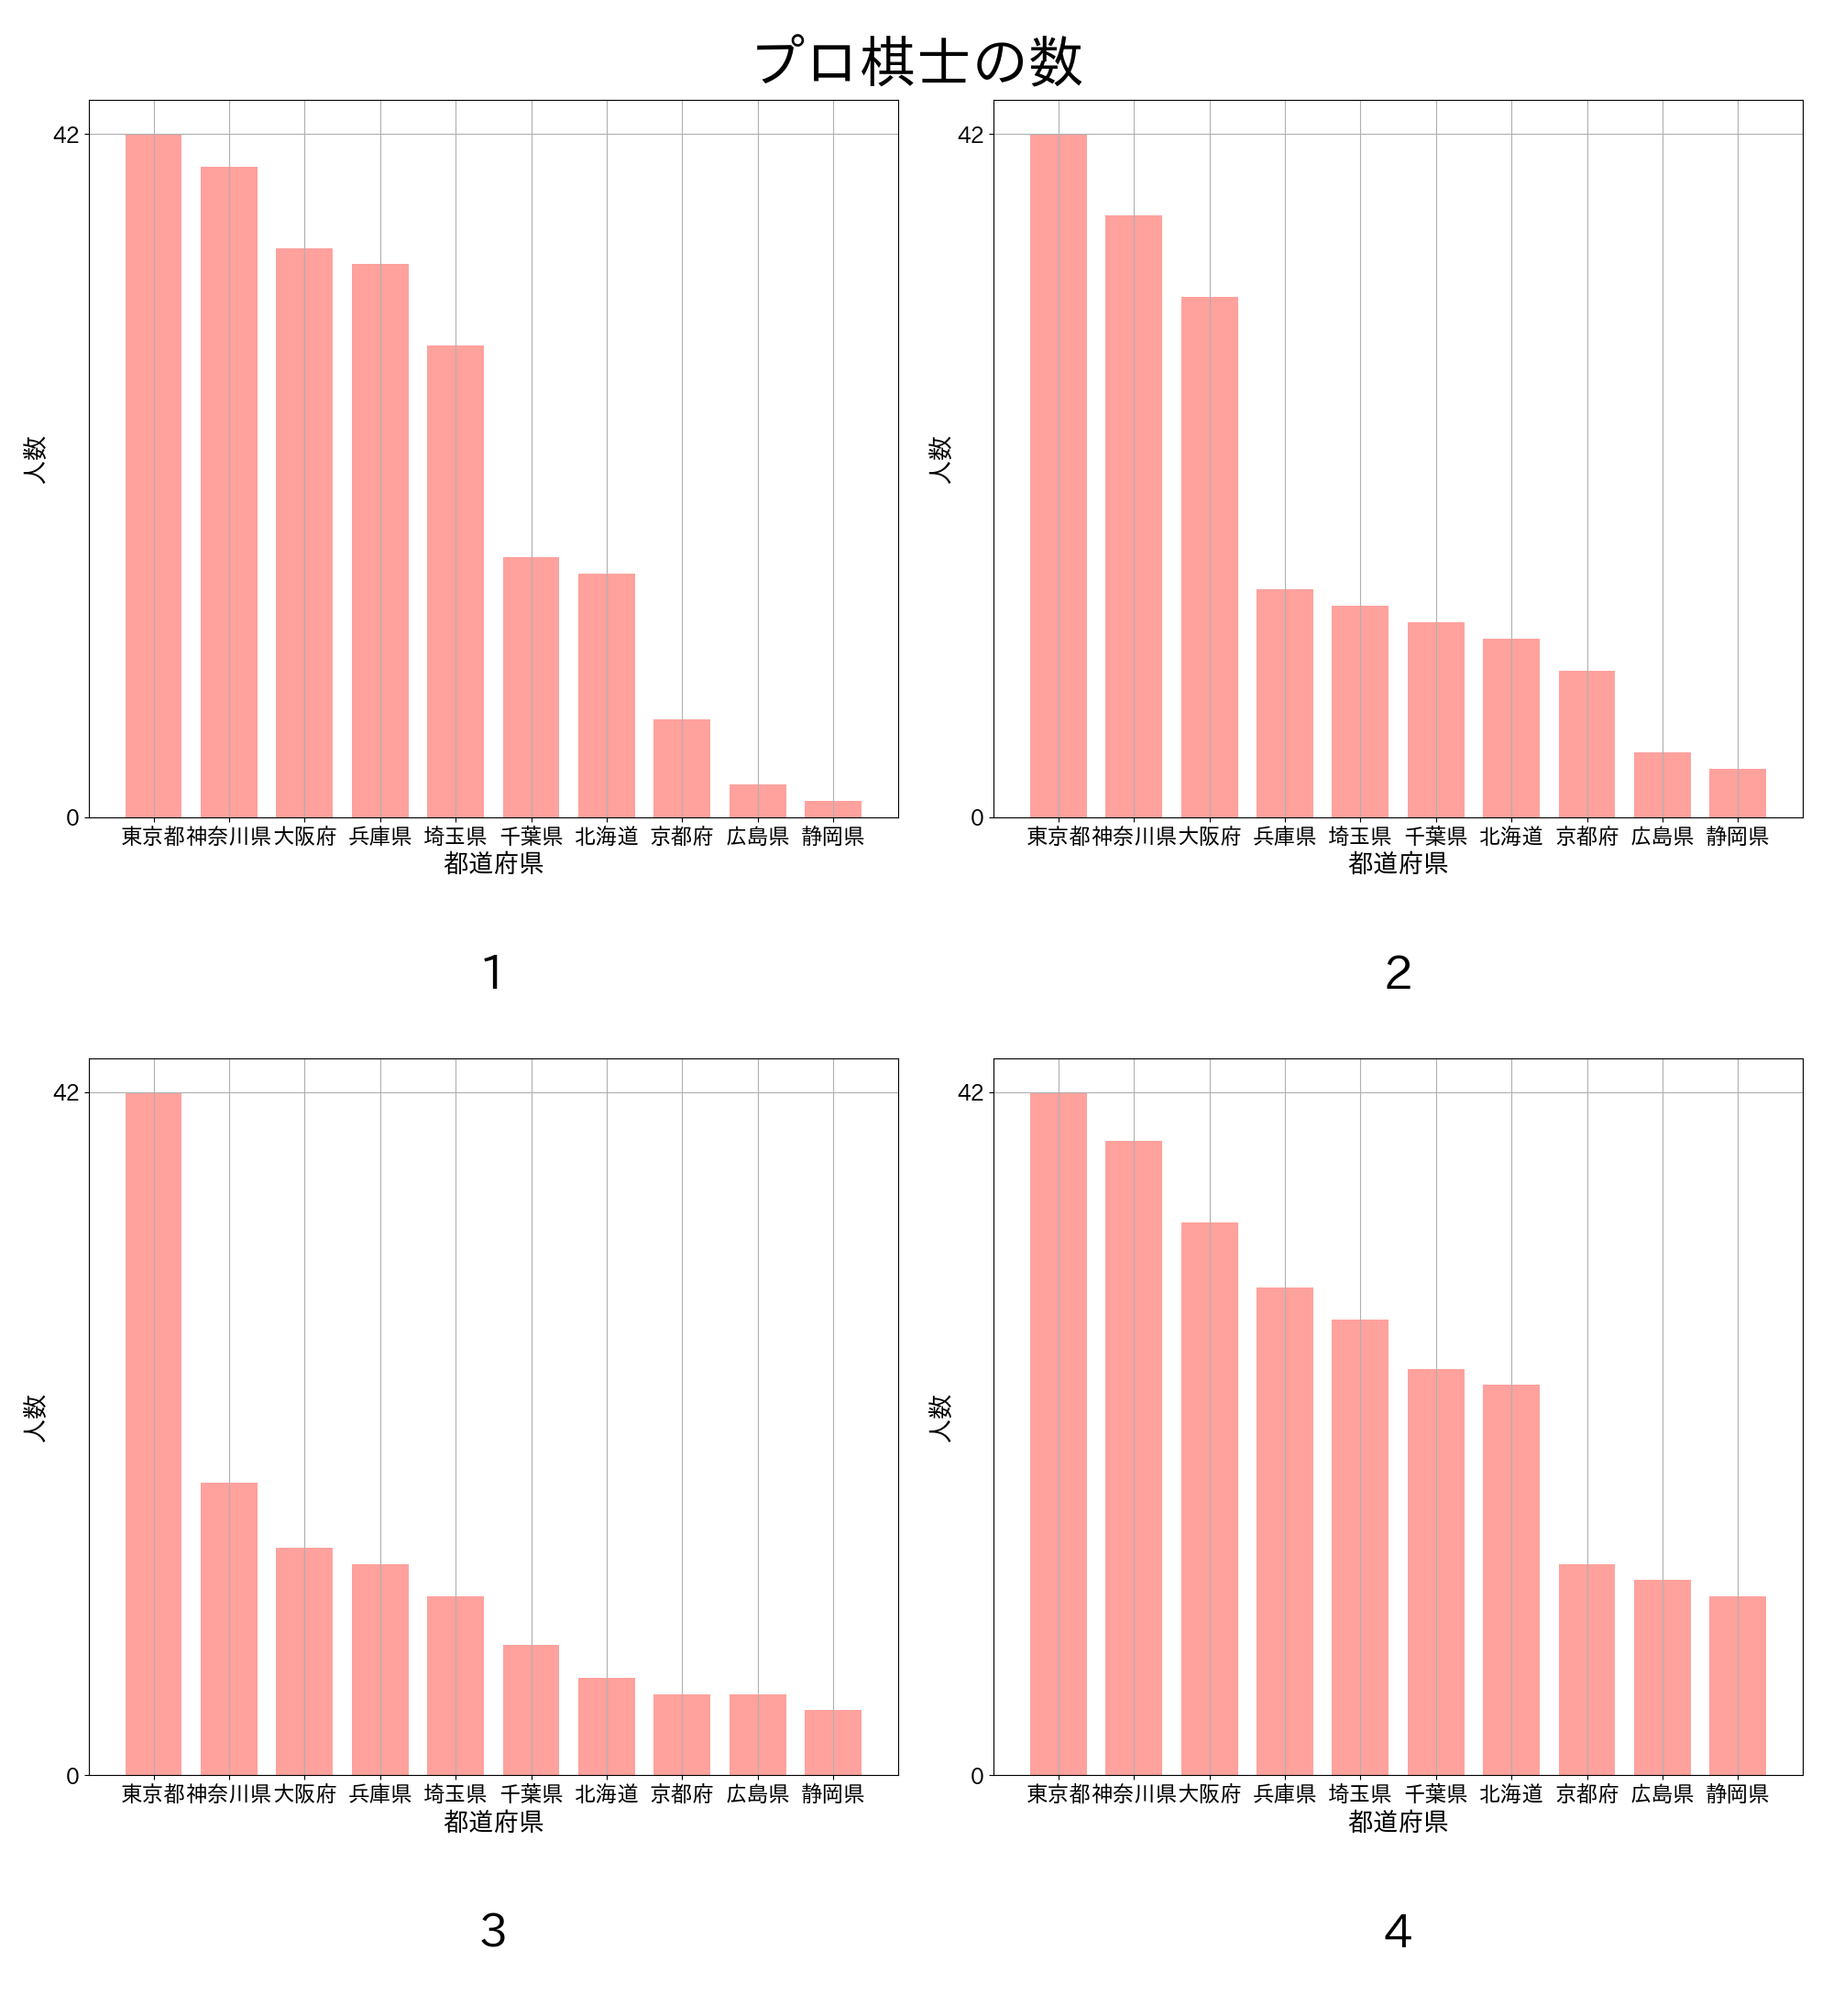 プロ棋士の数
42
0
人数
東京都 神奈川県 大阪府 兵庫県 埼玉県 千葉県 北海道 京都府 広島県 静岡県
都道府県
1
42
0
人数
東京都 神奈川県 大阪府 兵庫県 埼玉県 千葉県 北海道 京都府 広島県 静岡県
都道府県
2
42
0
人数
東京都 神奈川県 大阪府 兵庫県 埼玉県 千葉県 北海道 京都府 広島県 静岡県
都道府県
3
42
0
人数
東京都 神奈川県 大阪府 兵庫県 埼玉県 千葉県 北海道 京都府 広島県 静岡県
都道府県
4